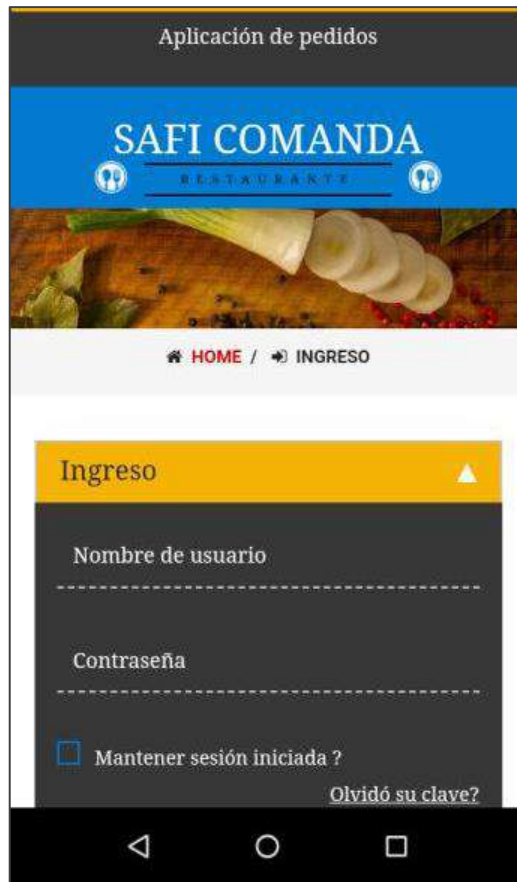 Aplicación de pedidos
SAFI COMANDA
RESTAURANTE
HOME / INGRESO
Ingreso
Nombre de usuario
Contraseña
Mantener sesión iniciada ?
Olvidó su clave?